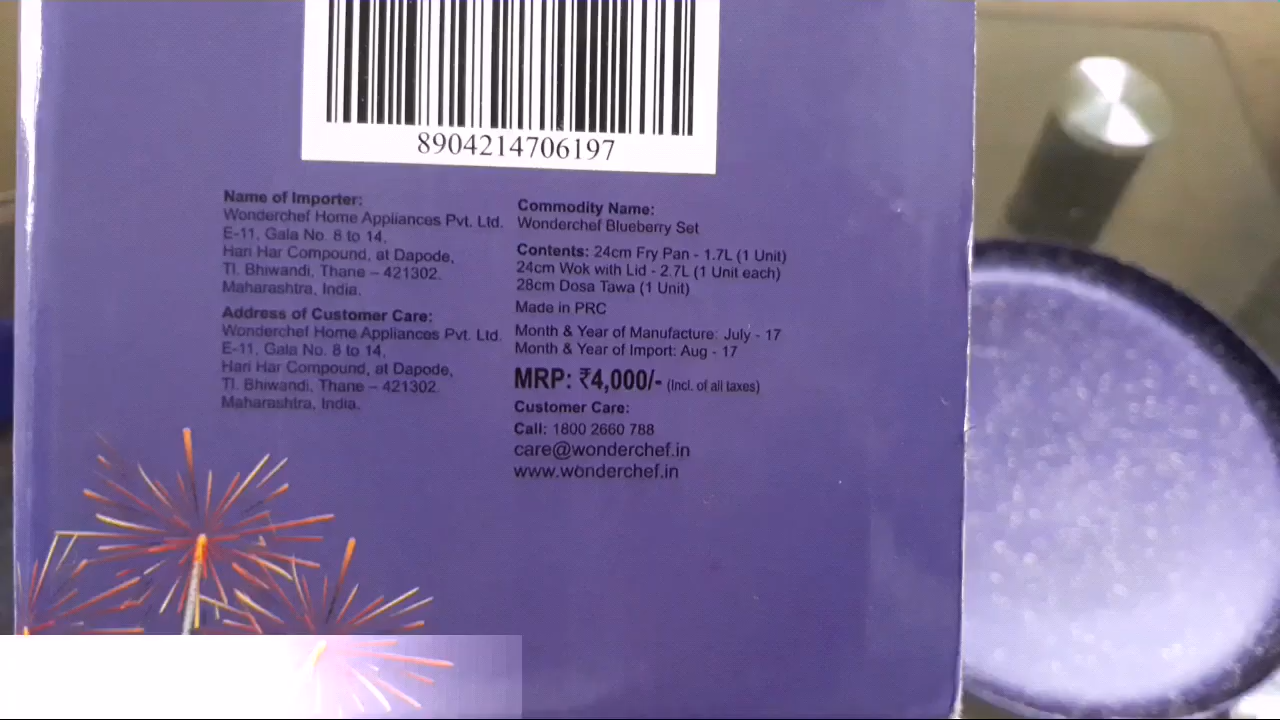 8904214706197
Name of Importer:
Wonderchef Home Appliances Pvt. Ltd.
E-11, Gala No. 8 to 14,
Hari Har Compound, at Dapode,
Tl. Bhiwandi, Thane – 421302.
Maharashtra, India.
Address of Customer Care:
Wonderchef Home Appliances Pvt. Ltd.
E-11, Gala No. 8 to 14,
Hari Har Compound, at Dapode,
Tl. Bhiwandi, Thane – 421302.
Maharashtra, India.
Commodity Name:
Wonderchef Blueberry Set
Contents: 24cm Fry Pan - 1.7L (1 Unit)
24cm Wok with Lid - 2.7L (1 Unit each)
28cm Dosa Tawa (1 Unit)
Made in PRC
Month & Year of Manufacture: July - 17
Month & Year of Import: Aug - 17
MRP: ₹4,000/- (Incl. of all taxes)
Customer Care:
Call: 1800 2660 788
care@wonderchef.in
www.wonderchef.in